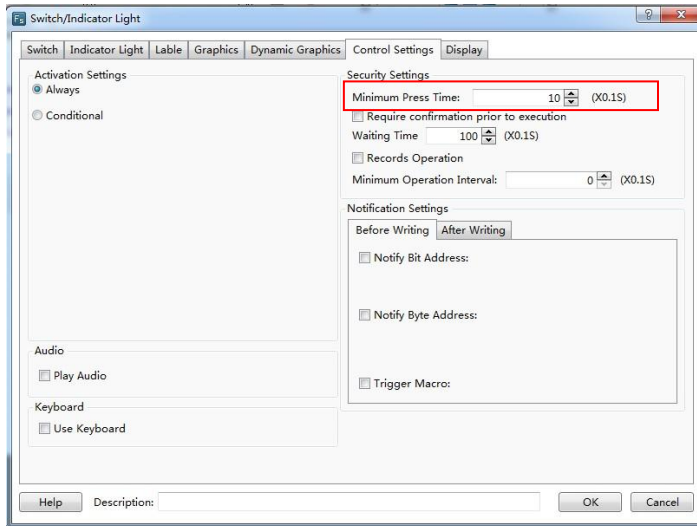 Fs Switch/Indicator Light
Switch Indicator Light Lable Graphics Dynamic Graphics Control Settings Display
Activation Settings
Always
Conditional
Security Settings
Minimum Press Time: 10 (X0.1S)
Require confirmation prior to execution
Waiting Time 100 (X0.1S)
Records Operation
Minimum Operation Interval: 0 (X0.1S)
Notification Settings
Before Writing After Writing
Notify Bit Address:
Notify Byte Address:
Trigger Macro:
Audio
Play Audio
Keyboard
Use Keyboard
Help Description: OK Cancel